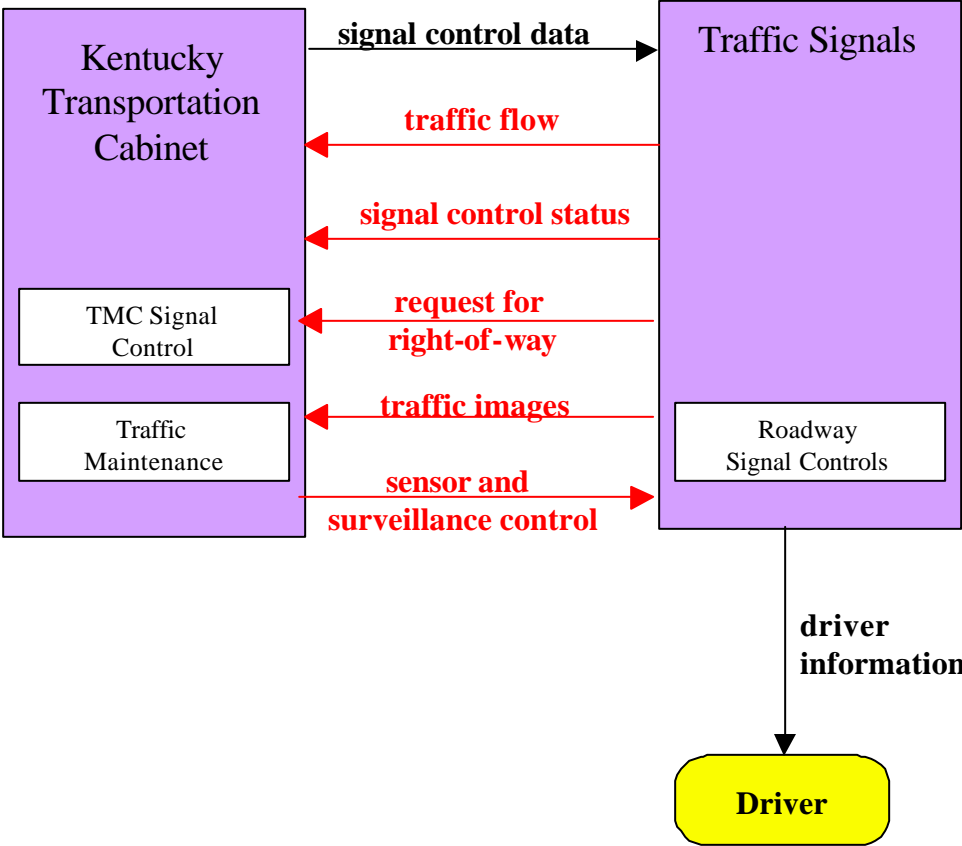 Kentucky
Transportation
Cabinet
signal control data
Traffic Signals
traffic flow
signal control status
TMC Signal
Control
request for
right-of-way
Traffic
Maintenance
traffic images
Roadway
Signal Controls
sensor and
surveillance control
driver
information
Driver